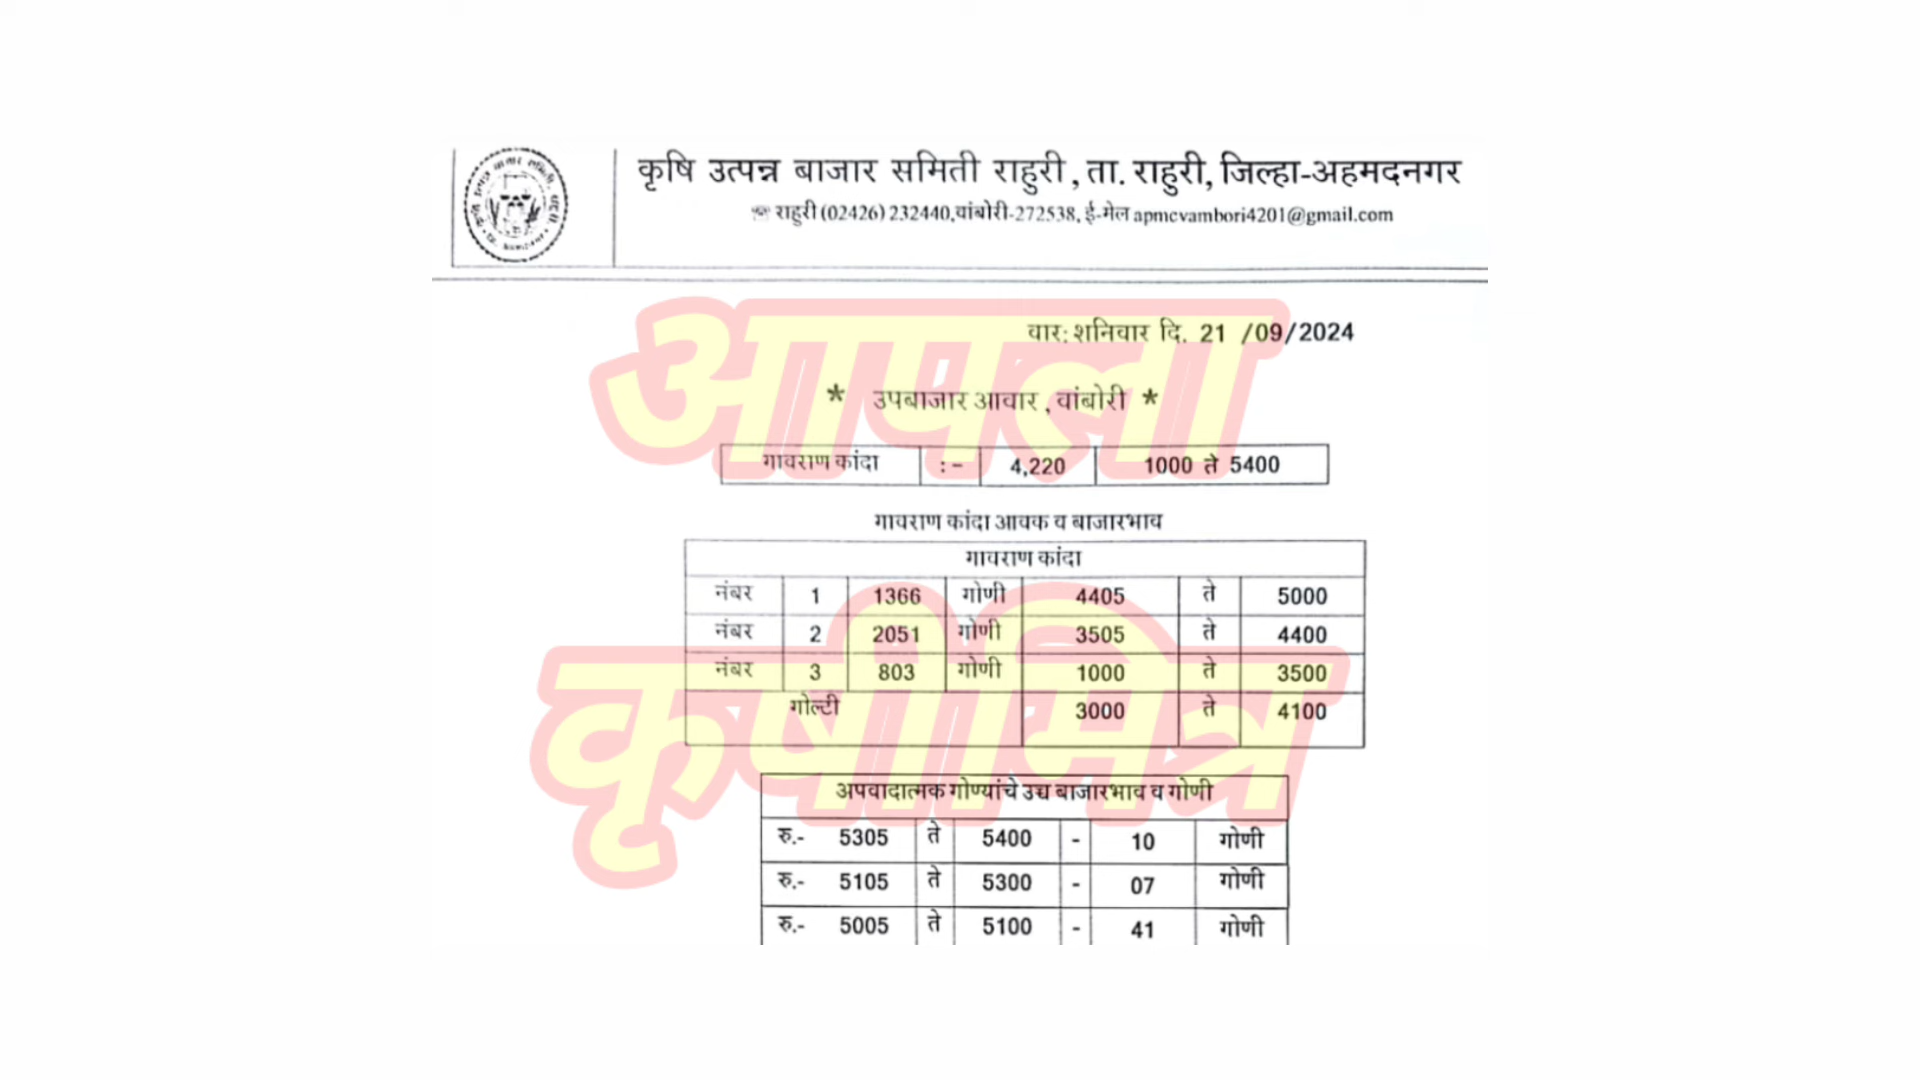 कृषि उत्पन्न बाजार समिती राहुरी, ता. राहुरी, जिल्हा-अहमदनगर
राहुरी (02426) 232440,वांबोरी-272538, ई-मेल apmcvambori4201@gmail.com
वार: शनिवार दि. 21 /09/2024
* उपबाजार आवार , वांबोरी *
गावराण कांदा :- 4,220 1000 ते 5400
गावराण कांदा आवक व बाजारभाव
गावराण कांदा
नंबर 1 1366 गोणी 4405 ते 5000
नंबर 2 2051 गोणी 3505 ते 4400
नंबर 3 803 गोणी 1000 ते 3500
गोल्टी 3000 ते 4100
अपवादात्मक गोण्यांचे उच्च बाजारभाव व गोणी
रु.- 5305 ते 5400 - 10 गोणी
रु.- 5105 ते 5300 - 07 गोणी
रु.- 5005 ते 5100 - 41 गोणी
आपला
कृषीमित्र